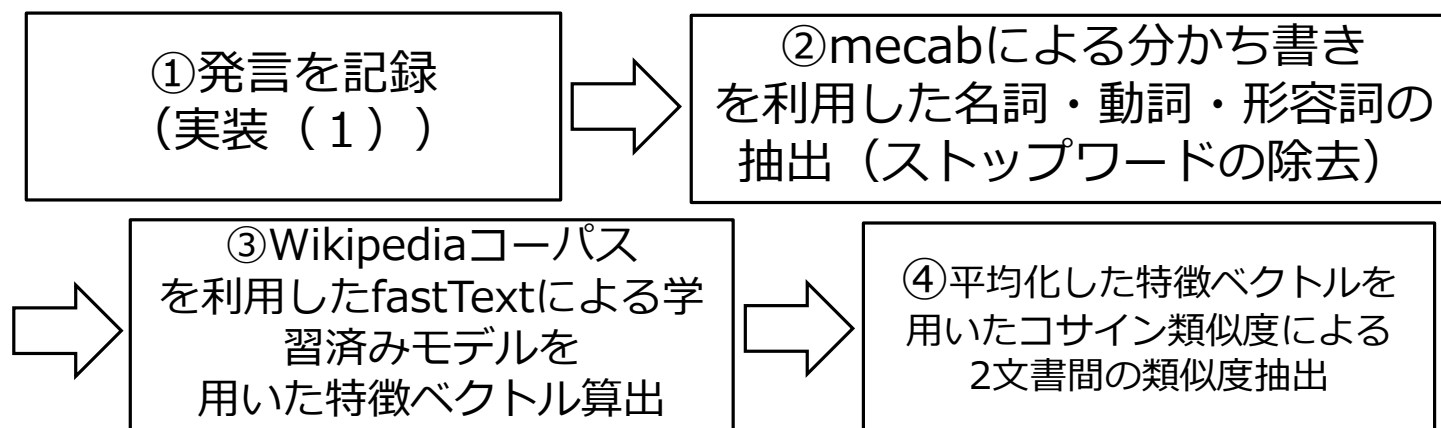 ①発言を記録
（実装（１））
②mecabによる分かち書き
を利用した名詞・動詞・形容詞の
抽出（ストップワードの除去）
③Wikipediaコーパス
を利用したfastTextによる学
習済みモデルを
用いた特徴ベクトル算出
④平均化した特徴ベクトルを
用いたコサイン類似度による
2文書間の類似度抽出